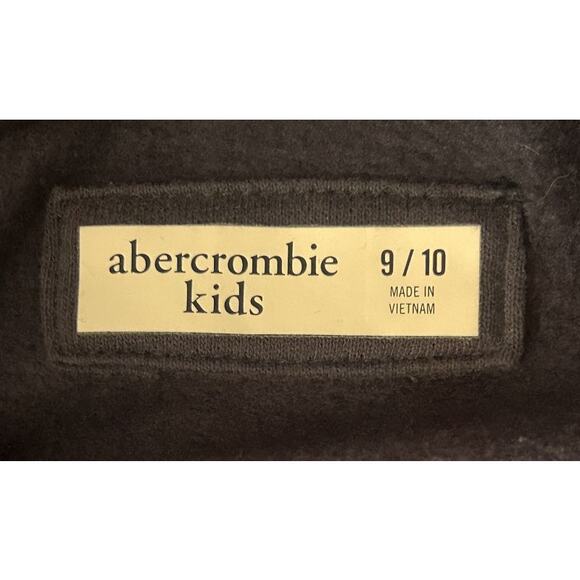 abercrombie
kids
9 / 10
MADE IN
VIETNAM